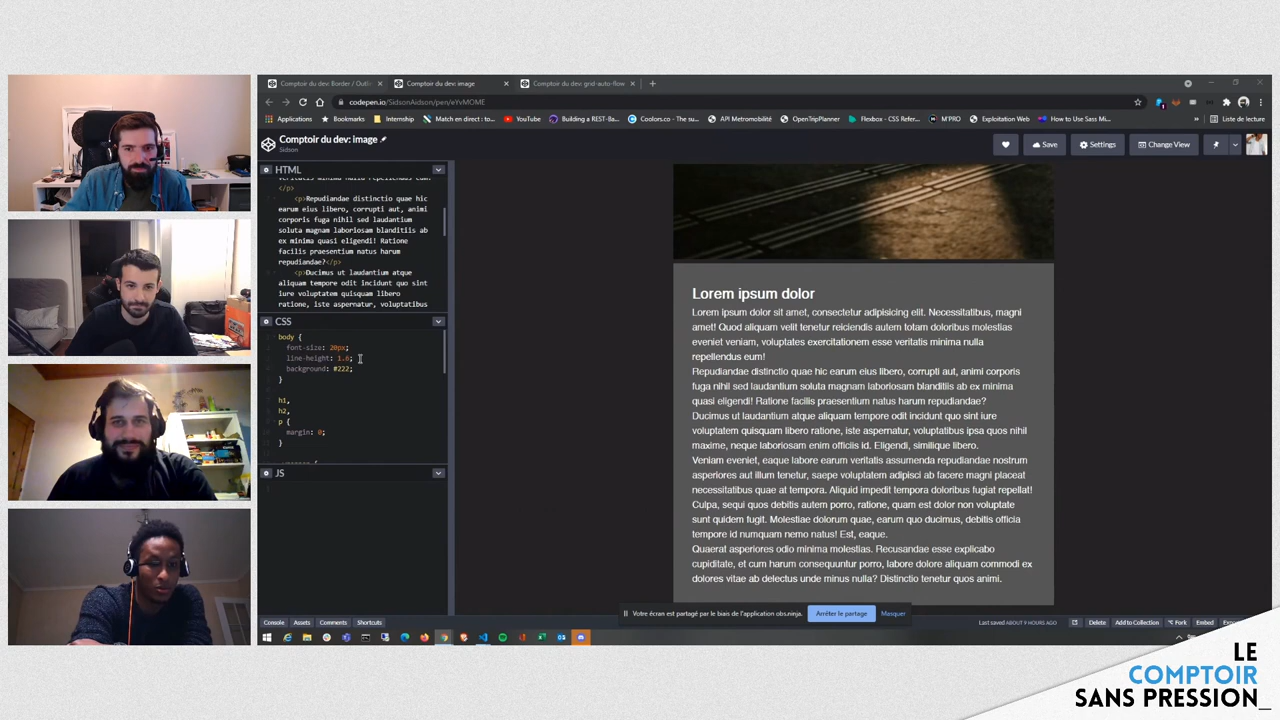 Comptoir du dev: Border / Outli
Comptoir du dev: image
Comptoir du dev: grid-auto-flow
codepen.io/SidsonAidson/pen/eYvMOME
Applications
Bookmarks
Internship
Match en direct : to...
YouTube
Building a REST-Ba...
Coolors.co - The su...
API Metromobilité
OpenTripPlanner
Flexbox - CSS Refer...
M'PRO
Exploitation Web
How to Use Sass Mi...
»
Liste de lecture
Comptoir du dev: image
Sidson
Save
Settings
Change View
HTML
veritatis minima nulla repellendus eum!
</p>
<p>Repudiandae distinctio quae hic
earum eius libero, corrupti aut, animi
corporis fuga nihil sed laudantium
soluta magnam laboriosam blanditiis ab
ex minima quasi eligendi! Ratione
facilis praesentium natus harum
repudiandae?</p>
<p>Ducimus ut laudantium atque
aliquam tempore odit incidunt quo sint
iure voluptatem quisquam libero
ratione, iste aspernatur, voluptatibus
CSS
body {
font-size: 20px;
line-height: 1.6;
background: #222;
}
h1,
h2,
p {
margin: 0;
}
JS
Lorem ipsum dolor
Lorem ipsum dolor sit amet, consectetur adipisicing elit. Necessitatibus, magni
amet! Quod aliquam velit tenetur reiciendis autem totam doloribus molestias
eveniet veniam, voluptates exercitationem esse veritatis minima nulla
repellendus eum!
Repudiandae distinctio quae hic earum eius libero, corrupti aut, animi corporis
fuga nihil sed laudantium soluta magnam laboriosam blanditiis ab ex minima
quasi eligendi! Ratione facilis praesentium natus harum repudiandae?
Ducimus ut laudantium atque aliquam tempore odit incidunt quo sint iure
voluptatem quisquam libero ratione, iste aspernatur, voluptatibus ipsa quos nihil
maxime, neque laboriosam enim officiis id. Eligendi, similique libero.
Veniam eveniet, eaque labore earum veritatis assumenda repudiandae nostrum
asperiores aut illum tenetur, saepe voluptatem adipisci ab facere magni placeat
necessitatibus quae at tempora. Aliquid impedit tempora doloribus fugiat repellat!
Culpa, sequi quos debitis autem porro, ratione, quam est dolor non voluptate
sunt quidem fugit. Molestiae dolorum quae, earum quo ducimus, debitis officia
tempore id numquam nemo natus! Est, eaque.
Quaerat asperiores odio minima molestias. Recusandae esse explicabo
cupiditate, et cum harum consequuntur porro, labore dolore aliquam commodi ex
dolores vitae ab delectus unde minus nulla? Distinctio tenetur quos animi.
Votre écran est partagé par le biais de l'application obs.ninja.
Arrêter le partage
Masquer
Console
Assets
Comments
Shortcuts
Last saved ABOUT 9 HOURS AGO
Delete
Add to Collection
Fork
Embed
LE
COMPTOIR
SANS PRESSION_